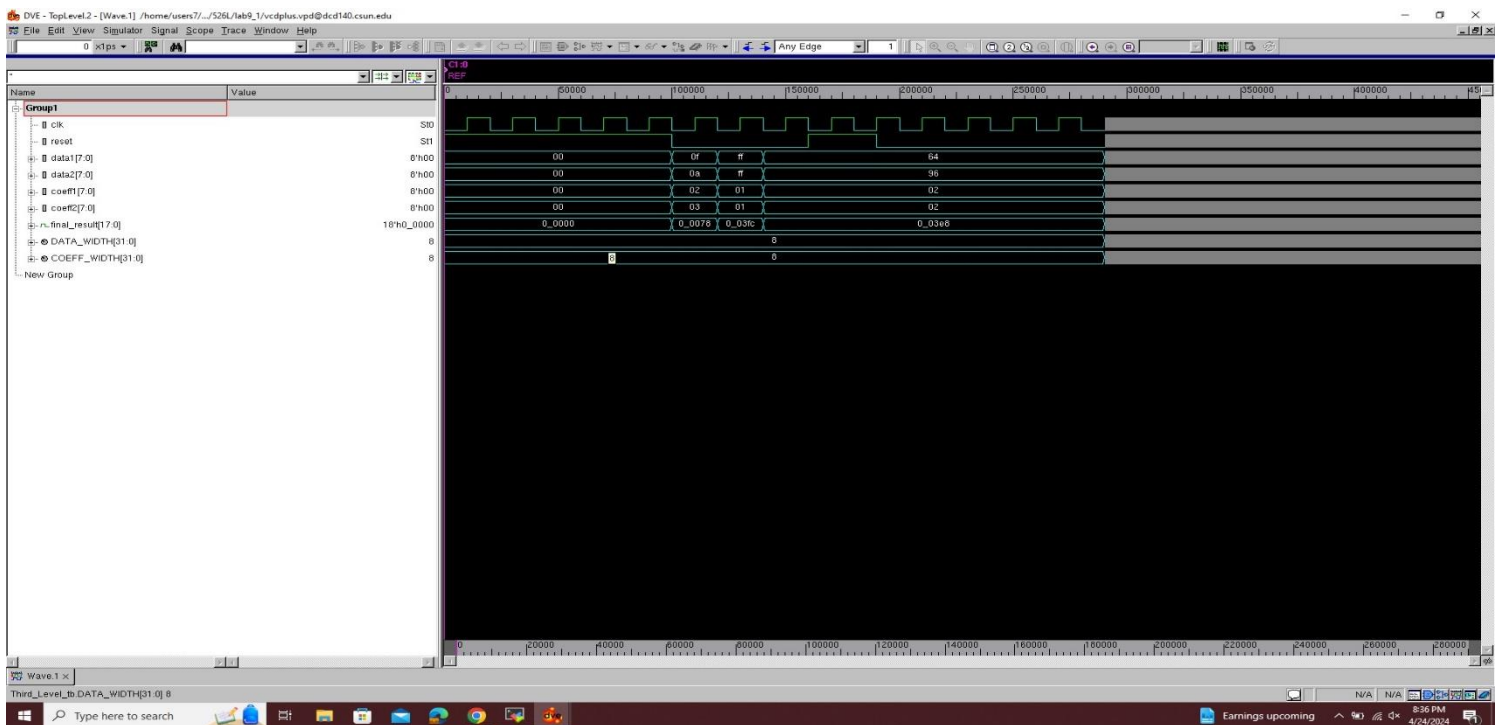 DVE - TopLevel.2 - [Wave.1] /home/users7/.../526L/lab9_1/vcdplus.vpd@dcd140.csun.edu
File Edit View Simulator Signal Scope Trace Window Help
0 x1ps Any Edge 1
C1:0
REF
Name Value
0 50000 100000 150000 200000 250000 300000 350000 400000
Group1
clk St0
reset St1
data1[7:0] 8'h00 00 0f ff 64
data2[7:0] 8'h00 00 0a ff 96
coeff1[7:0] 8'h00 00 02 01 02
coeff2[7:0] 8'h00 00 03 01 02
final_result[17:0] 18'h0_0000 0_0000 0_0078 0_03fc 0_03e8
DATA_WIDTH[31:0] 8 8
COEFF_WIDTH[31:0] 8 8 8
New Group
0 20000 40000 60000 80000 100000 120000 140000 160000 180000 200000 220000 240000 260000 280000
Wave.1 ×
Third_Level_tb.DATA_WIDTH[31:0] 8 N/A N/A
Type here to search
Earnings upcoming
8:36 PM
4/24/2024